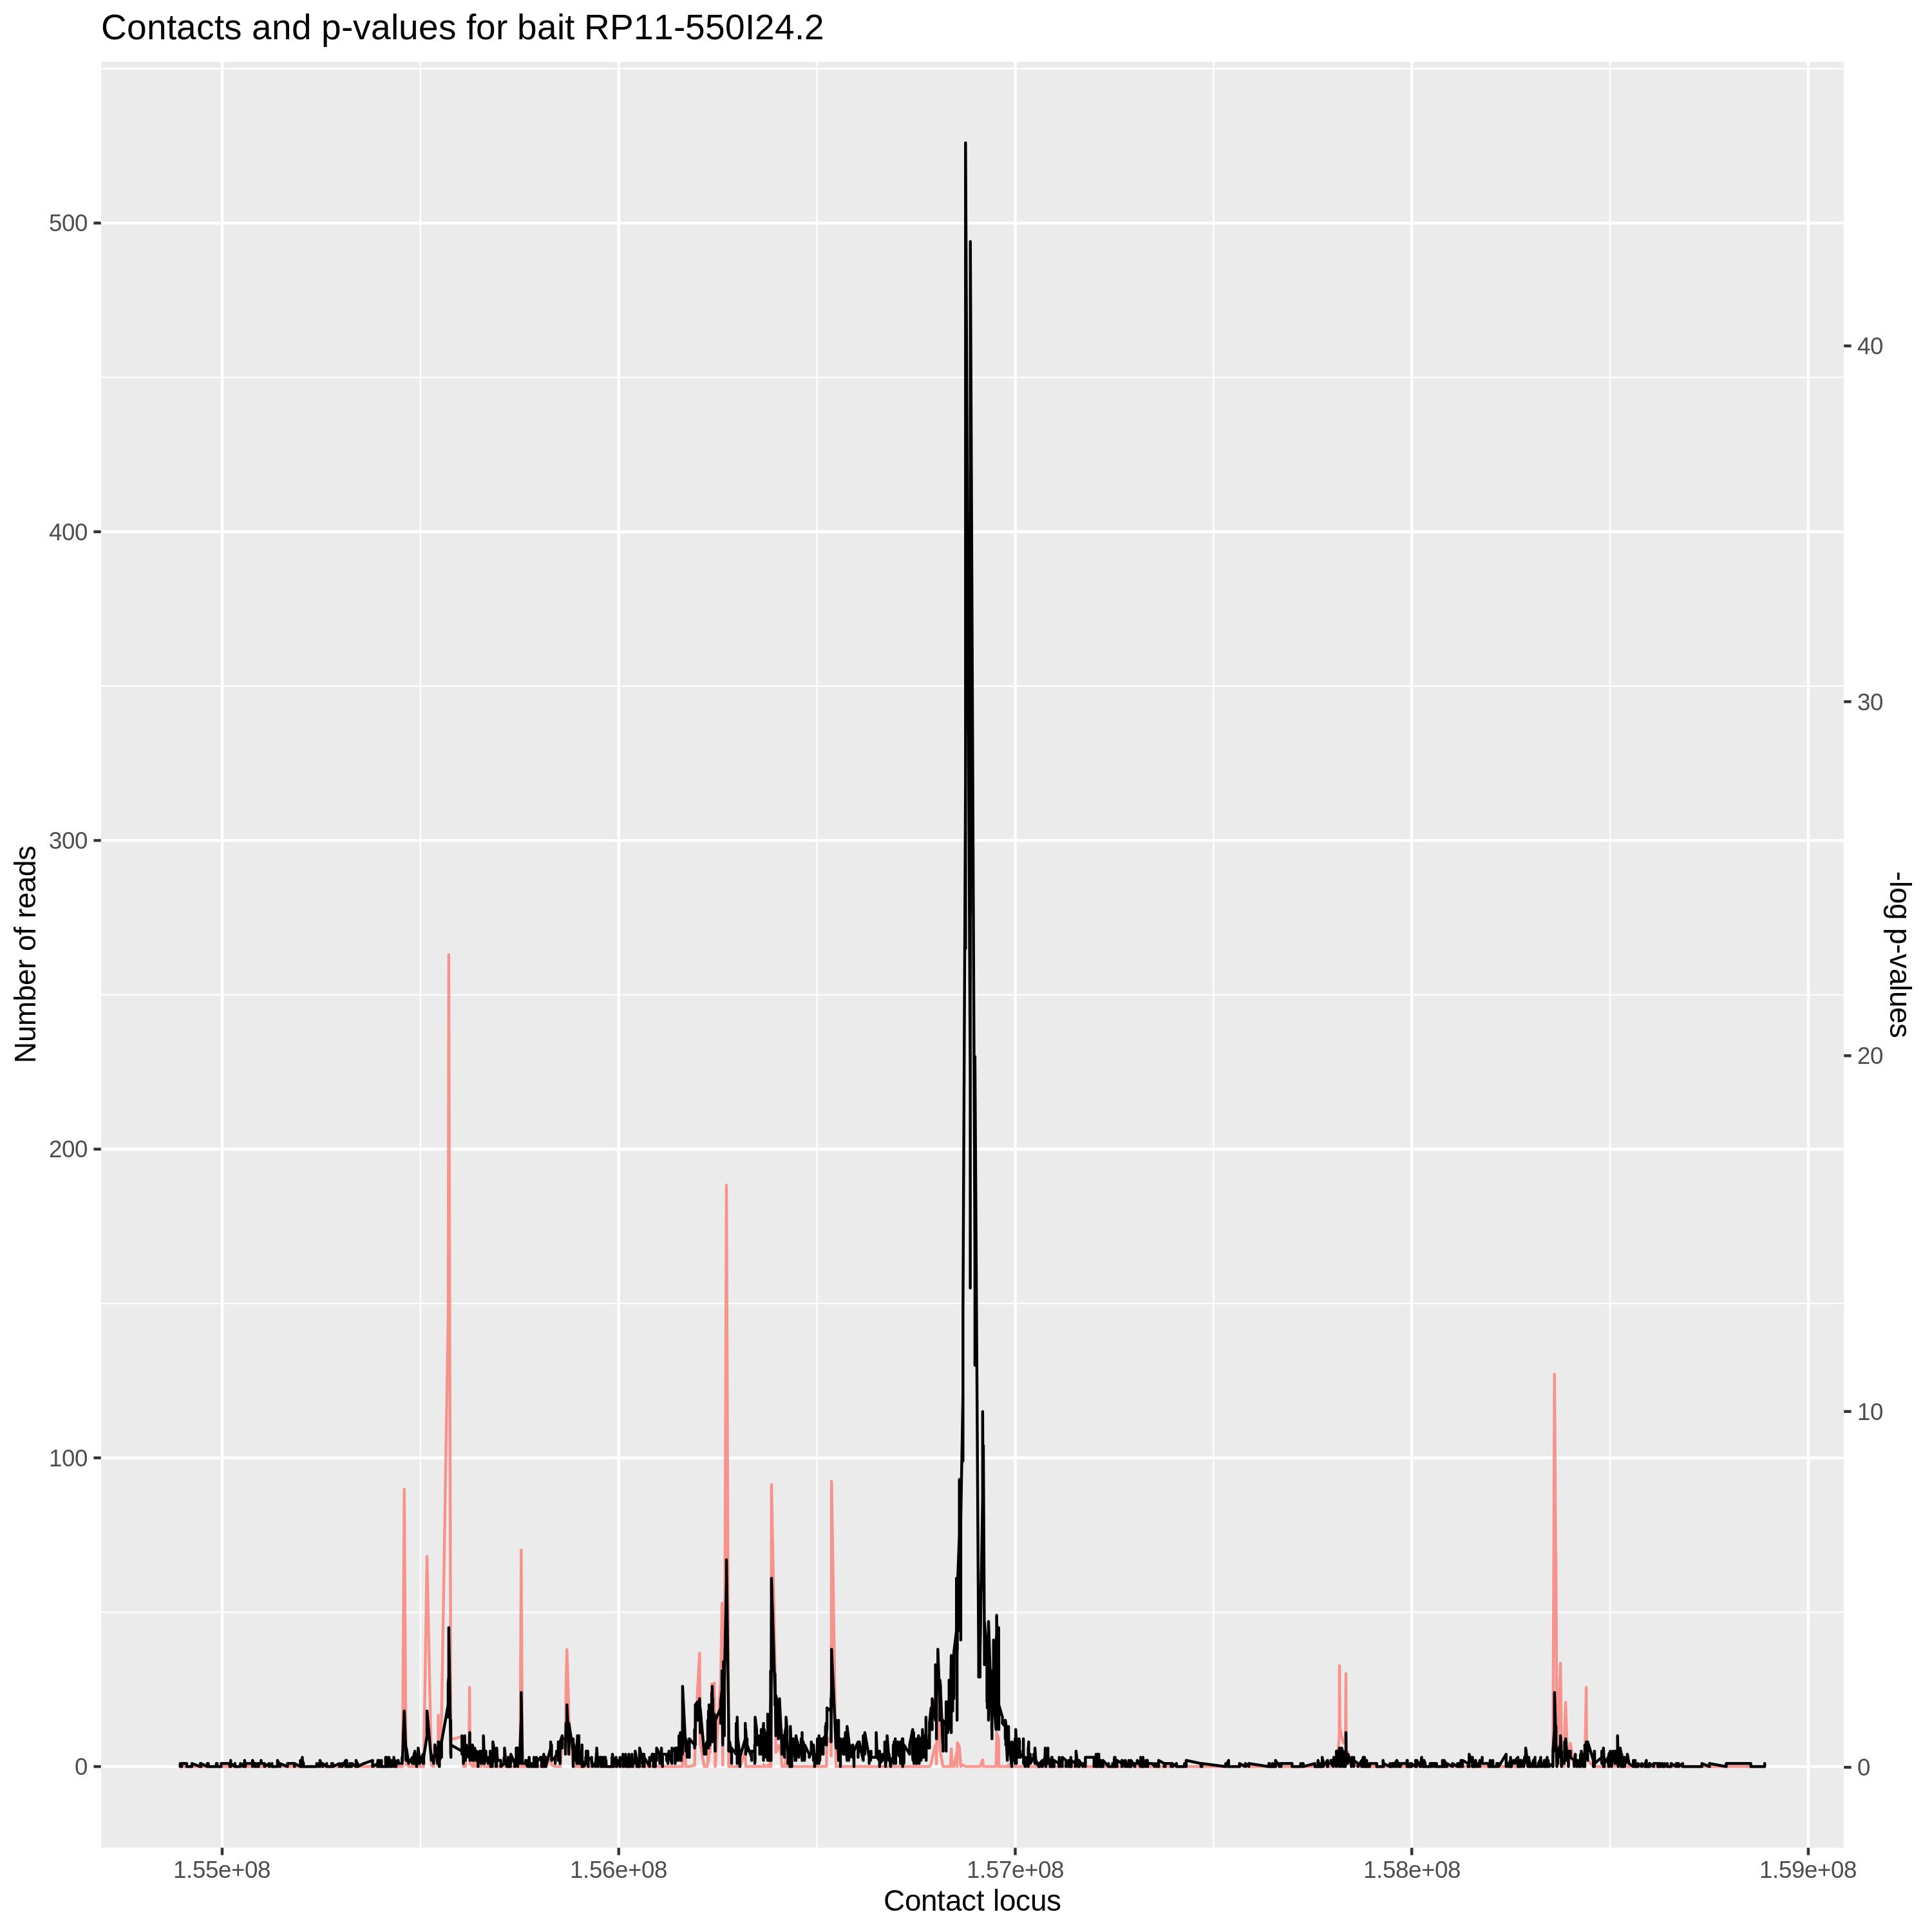 Contacts and p-values for bait RP11-550I24.2
500
400
300
200
100
0
Number of reads
40
30
20
10
0
-log p-values
1.55e+08
1.56e+08
1.57e+08
1.58e+08
1.59e+08
Contact locus